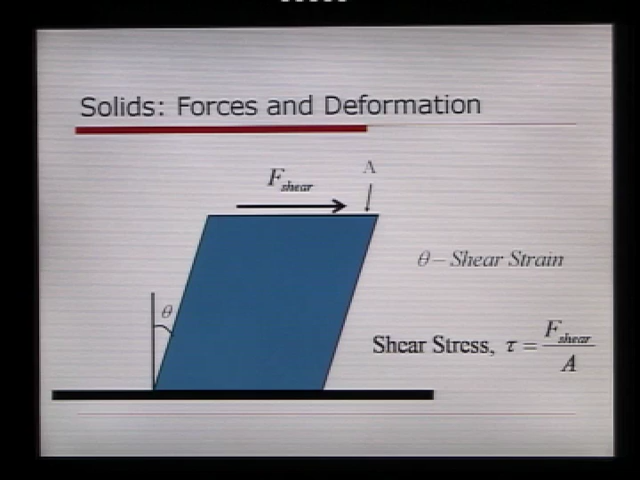 Solids: Forces and Deformation
F_shear
A
θ
θ – Shear Strain
Shear Stress, τ = F_shear / A